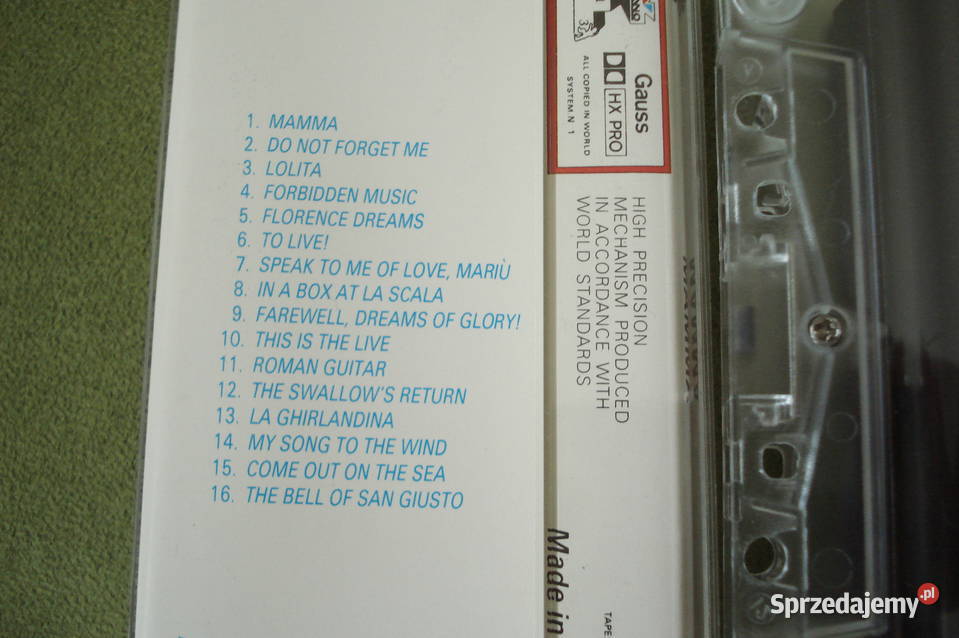 1. MAMMA
2. DO NOT FORGET ME
3. LOLITA
4. FORBIDDEN MUSIC
5. FLORENCE DREAMS
6. TO LIVE!
7. SPEAK TO ME OF LOVE, MARIÙ
8. IN A BOX AT LA SCALA
9. FAREWELL, DREAMS OF GLORY!
10. THIS IS THE LIVE
11. ROMAN GUITAR
12. THE SWALLOW'S RETURN
13. LA GHIRLANDINA
14. MY SONG TO THE WIND
15. COME OUT ON THE SEA
16. THE BELL OF SAN GIUSTO
Gauss
HX PRO
ALL COPIED IN WORLD
SYSTEM.N 1
HIGH PRECISION
MECHANISM PRODUCED
IN ACCORDANCE WITH
WORLD STANDARDS
Made in
TAPE
Sprzedajemy.pl